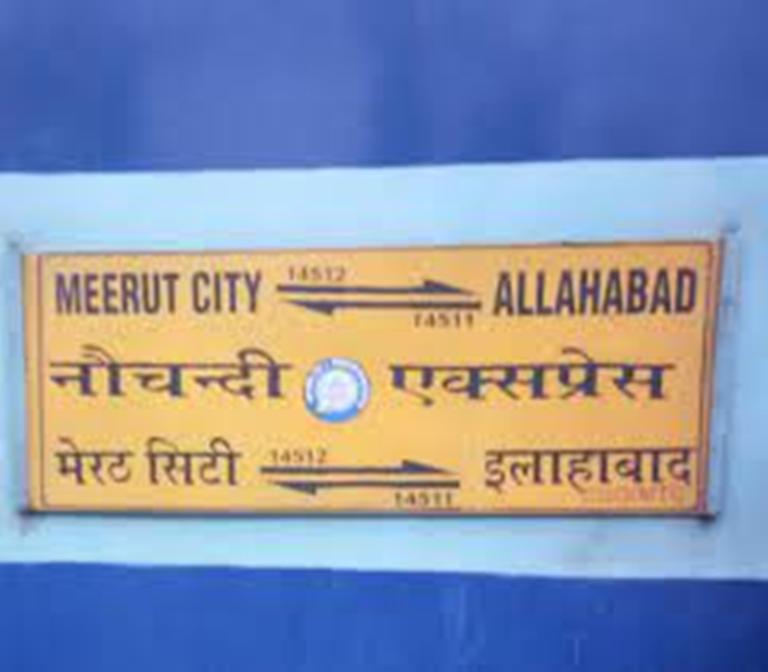 MEERUT CITY 14512 14511 ALLAHABAD
नौचन्दी एक्सप्रेस
मेरठ सिटी 14512 14511 इलाहाबाद